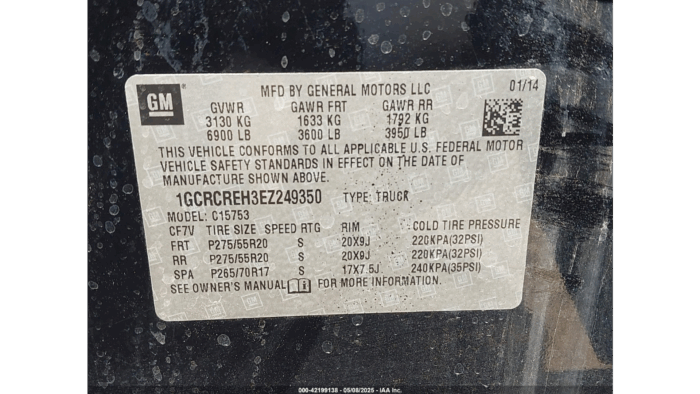 GM
MFD BY GENERAL MOTORS LLC 01/14
GVWR GAWR FRT GAWR RR
3130 KG 1633 KG 1792 KG
6900 LB 3600 LB 3950 LB
THIS VEHICLE CONFORMS TO ALL APPLICABLE U.S. FEDERAL MOTOR
VEHICLE SAFETY STANDARDS IN EFFECT ON THE DATE OF
MANUFACTURE SHOWN ABOVE.
1GCRCREH3EZ249350 TYPE: TRUCK
MODEL: C15753
CF7V TIRE SIZE SPEED RTG RIM COLD TIRE PRESSURE
FRT P275/55R20 S 20X9J 220KPA(32PSI)
RR P275/55R20 S 20X9J 220KPA(32PSI)
SPA P265/70R17 S 17X7.5J 240KPA(35PSI)
SEE OWNER'S MANUAL FOR MORE INFORMATION.
000-42199138 - 05/08/2025 - IAA Inc.